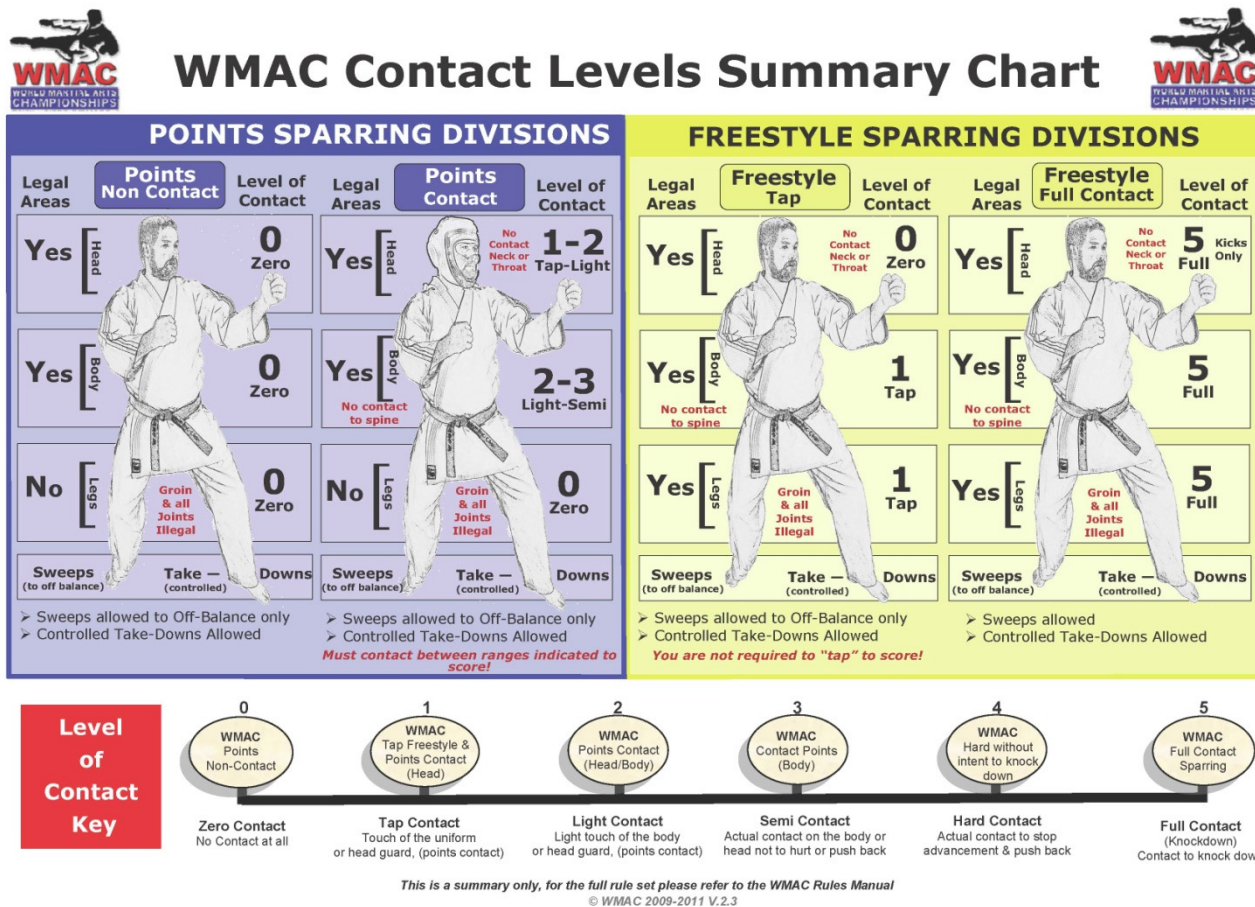 WMAC
WORLD MARTIAL ARTS
CHAMPIONSHIPS
WMAC Contact Levels Summary Chart
WMAC
WORLD MARTIAL ARTS
CHAMPIONSHIPS
POINTS SPARRING DIVISIONS
Legal
Areas
Points
Non Contact
Level of
Contact
Yes
Head
0
Zero
Yes
Body
0
Zero
No
Legs
Groin
& all
Joints
Illegal
0
Zero
Sweeps
(to off balance)
Take —
(controlled)
Downs
➢ Sweeps allowed to Off-Balance only
➢ Controlled Take-Downs Allowed
Legal
Areas
Points
Contact
Level of
Contact
Yes
Head
No
Contact
Neck or
Throat
1-2
Tap-Light
Yes
Body
No contact
to spine
2-3
Light-Semi
No
Legs
Groin
& all
Joints
Illegal
0
Zero
Sweeps
(to off balance)
Take —
(controlled)
Downs
➢ Sweeps allowed to Off-Balance only
➢ Controlled Take-Downs Allowed
Must contact between ranges indicated to
score!
FREESTYLE SPARRING DIVISIONS
Legal
Areas
Freestyle
Tap
Level of
Contact
Yes
Head
No
Contact
Neck or
Throat
0
Zero
Yes
Body
No contact
to spine
1
Tap
Yes
Legs
Groin
& all
Joints
Illegal
1
Tap
Sweeps
(to off balance)
Take —
(controlled)
Downs
➢ Sweeps allowed to Off-Balance only
➢ Controlled Take-Downs Allowed
You are not required to “tap” to score!
Legal
Areas
Freestyle
Full Contact
Level of
Contact
Yes
Head
No
Contact
Neck or
Throat
5
Full
Kicks
Only
Yes
Body
No contact
to spine
5
Full
Yes
Legs
Groin
& all
Joints
Illegal
5
Full
Sweeps
(to off balance)
Take —
(controlled)
Downs
➢ Sweeps allowed
➢ Controlled Take-Downs Allowed
Level
of
Contact
Key
0
WMAC
Points
Non-Contact
Zero Contact
No Contact at all
1
WMAC
Tap Freestyle &
Points Contact
(Head)
Tap Contact
Touch of the uniform
or head guard, (points contact)
2
WMAC
Points Contact
(Head/Body)
Light Contact
Light touch of the body
or head guard, (points contact)
3
WMAC
Contact Points
(Body)
Semi Contact
Actual contact on the body or
head not to hurt or push back
4
WMAC
Hard without
intent to knock
down
Hard Contact
Actual contact to stop
advancement & push back
5
WMAC
Full Contact
Sparring
Full Contact
(Knockdown)
Contact to knock dow
This is a summary only, for the full rule set please refer to the WMAC Rules Manual
© WMAC 2009-2011 V.2.3